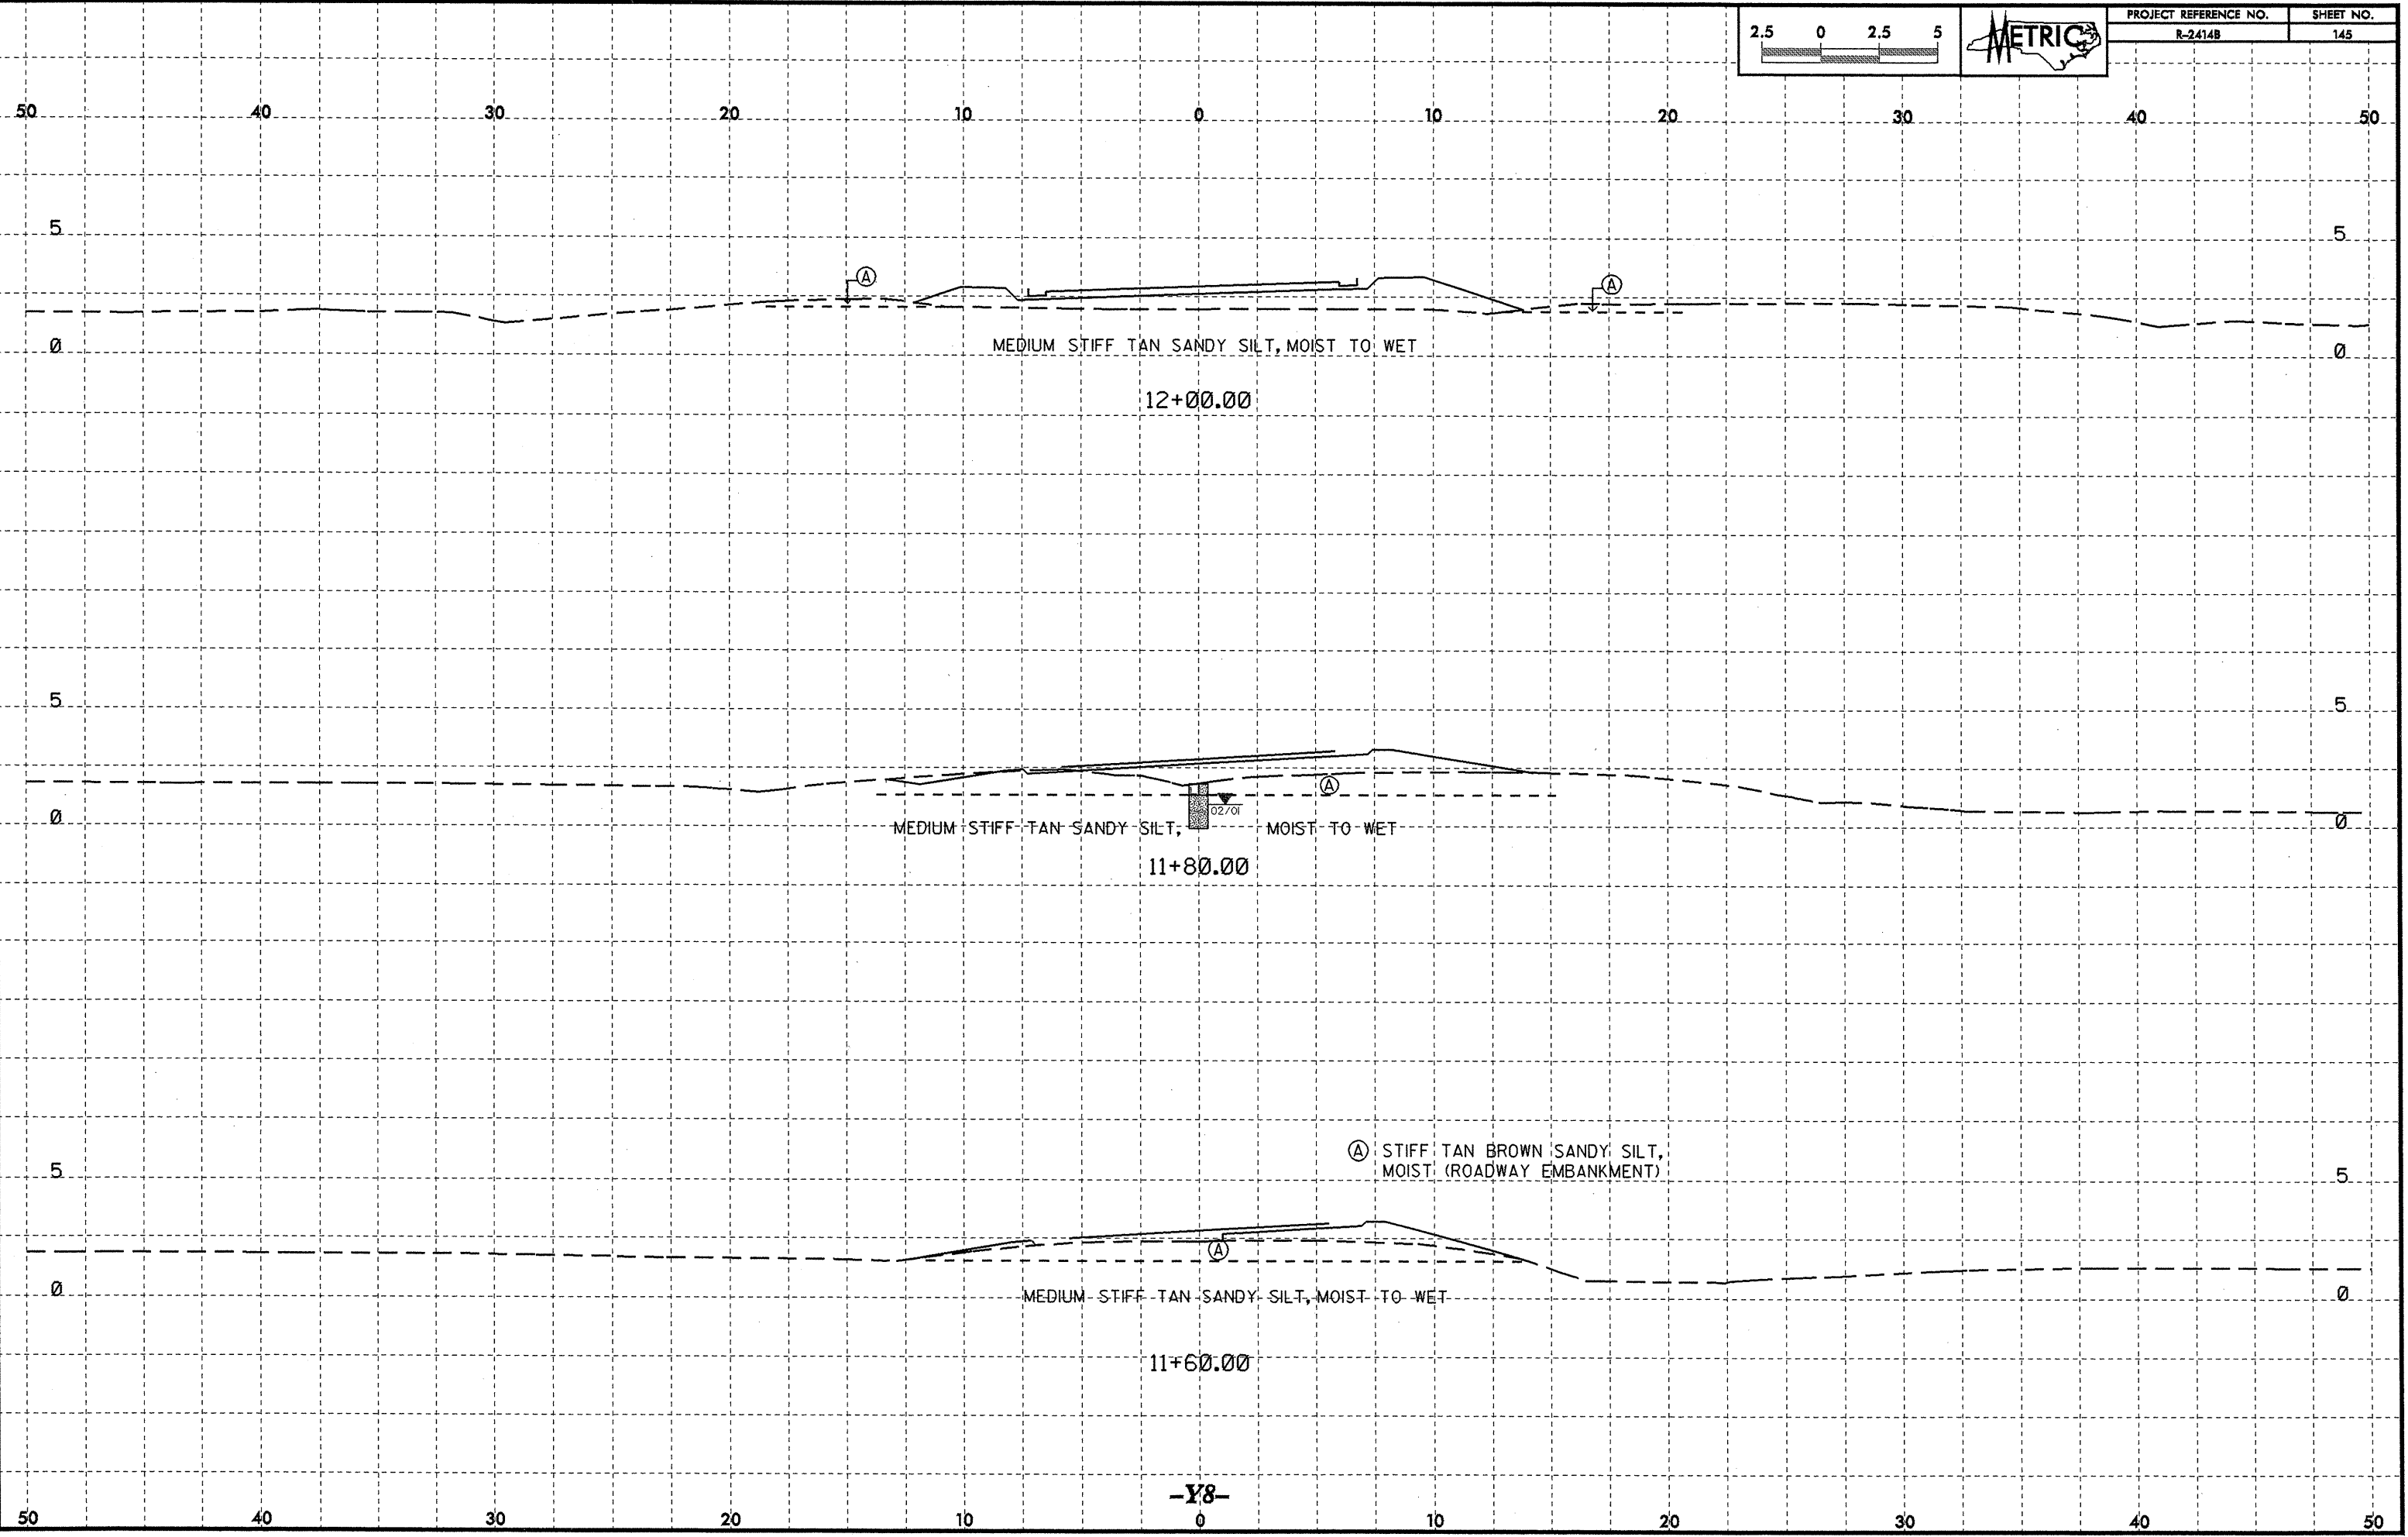 2.5 0 2.5 5
METRIC
PROJECT REFERENCE NO. SHEET NO.
R-2414B 145
50 40 30 20 10 0 10 20 30 40 50
5 5
A A
0 0
MEDIUM STIFF TAN SANDY SILT, MOIST TO WET
12+00.00
5 5
A
02/01
0 0
MEDIUM STIFF TAN SANDY SILT, MOIST TO WET
11+80.00
A STIFF TAN BROWN SANDY SILT,
MOIST (ROADWAY EMBANKMENT)
5 5
A
0 0
MEDIUM STIFF TAN SANDY SILT, MOIST TO WET
11+60.00
-Y8-
50 40 30 20 10 0 10 20 30 40 50